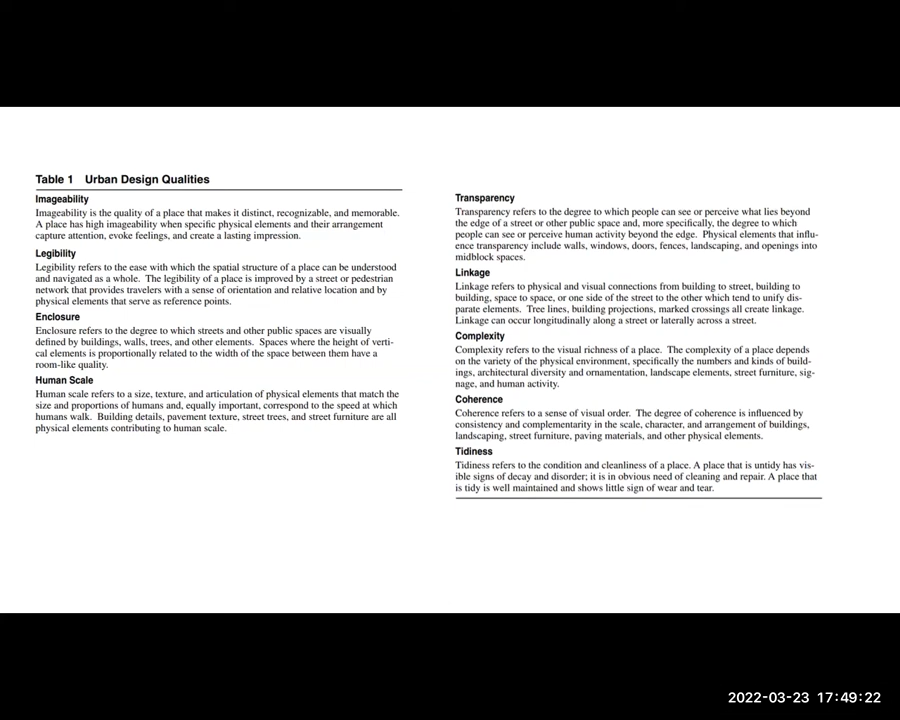 Table 1 Urban Design Qualities
Imageability
Imageability is the quality of a place that makes it distinct, recognizable, and memorable.
A place has high imageability when specific physical elements and their arrangement
capture attention, evoke feelings, and create a lasting impression.
Legibility
Legibility refers to the ease with which the spatial structure of a place can be understood
and navigated as a whole. The legibility of a place is improved by a street or pedestrian
network that provides travelers with a sense of orientation and relative location and by
physical elements that serve as reference points.
Enclosure
Enclosure refers to the degree to which streets and other public spaces are visually
defined by buildings, walls, trees, and other elements. Spaces where the height of verti-
cal elements is proportionally related to the width of the space between them have a
room-like quality.
Human Scale
Human scale refers to a size, texture, and articulation of physical elements that match the
size and proportions of humans and, equally important, correspond to the speed at which
humans walk. Building details, pavement texture, street trees, and street furniture are all
physical elements contributing to human scale.
Transparency
Transparency refers to the degree to which people can see or perceive what lies beyond
the edge of a street or other public space and, more specifically, the degree to which
people can see or perceive human activity beyond the edge. Physical elements that influ-
ence transparency include walls, windows, doors, fences, landscaping, and openings into
midblock spaces.
Linkage
Linkage refers to physical and visual connections from building to street, building to
building, space to space, or one side of the street to the other which tend to unify dis-
parate elements. Tree lines, building projections, marked crossings all create linkage.
Linkage can occur longitudinally along a street or laterally across a street.
Complexity
Complexity refers to the visual richness of a place. The complexity of a place depends
on the variety of the physical environment, specifically the numbers and kinds of build-
ings, architectural diversity and ornamentation, landscape elements, street furniture, sig-
nage, and human activity.
Coherence
Coherence refers to a sense of visual order. The degree of coherence is influenced by
consistency and complementarity in the scale, character, and arrangement of buildings,
landscaping, street furniture, paving materials, and other physical elements.
Tidiness
Tidiness refers to the condition and cleanliness of a place. A place that is untidy has vis-
ible signs of decay and disorder; it is in obvious need of cleaning and repair. A place that
is tidy is well maintained and shows little sign of wear and tear.
2022-03-23 17:49:22